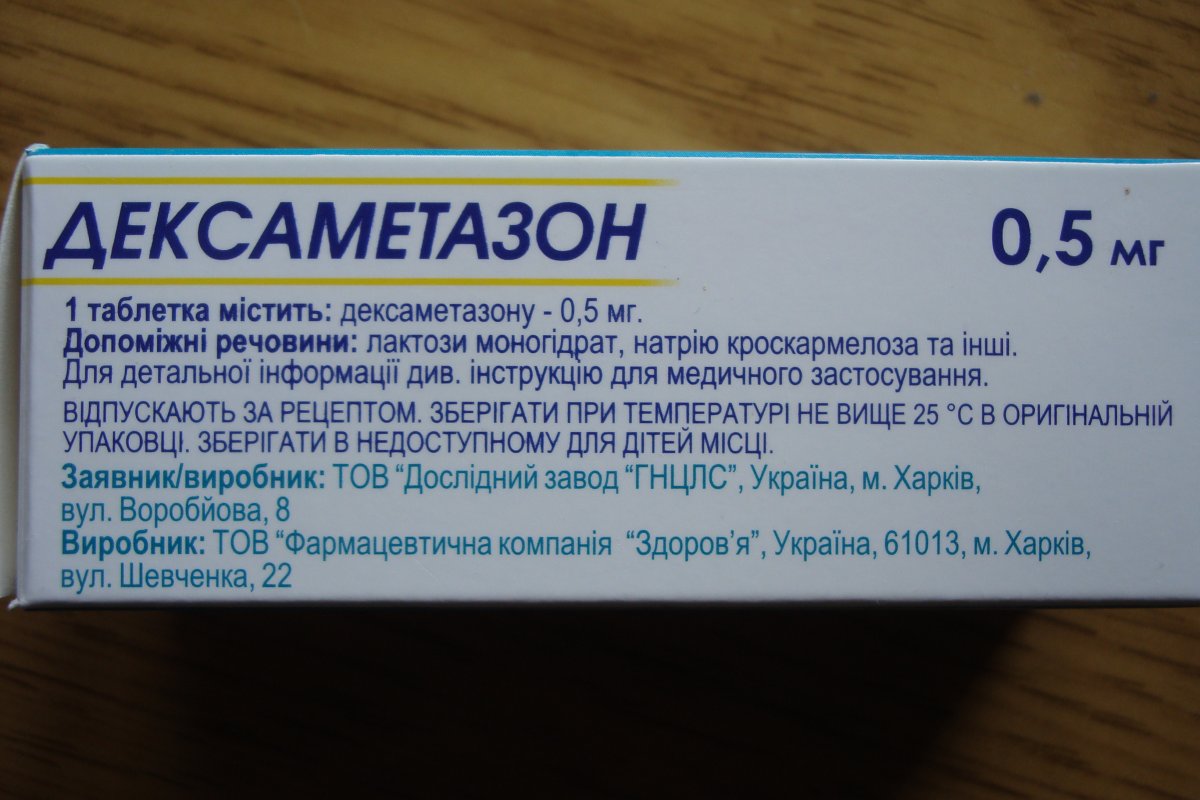 ДЕКСАМЕТАЗОН 0,5 мг
1 таблетка містить: дексаметазону - 0,5 мг.
Допоміжні речовини: лактози моногідрат, натрію кроскармелоза та інші.
Для детальної інформації див. інструкцію для медичного застосування.
ВІДПУСКАЮТЬ ЗА РЕЦЕПТОМ. ЗБЕРІГАТИ ПРИ ТЕМПЕРАТУРІ НЕ ВИЩЕ 25 °С В ОРИГІНАЛЬНІЙ
УПАКОВЦІ. ЗБЕРІГАТИ В НЕДОСТУПНОМУ ДЛЯ ДІТЕЙ МІСЦІ.
Заявник/виробник: ТОВ “Дослідний завод “ГНЦЛС”, Україна, м. Харків,
вул. Воробйова, 8
Виробник: ТОВ “Фармацевтична компанія “Здоров’я”, Україна, 61013, м. Харків,
вул. Шевченка, 22